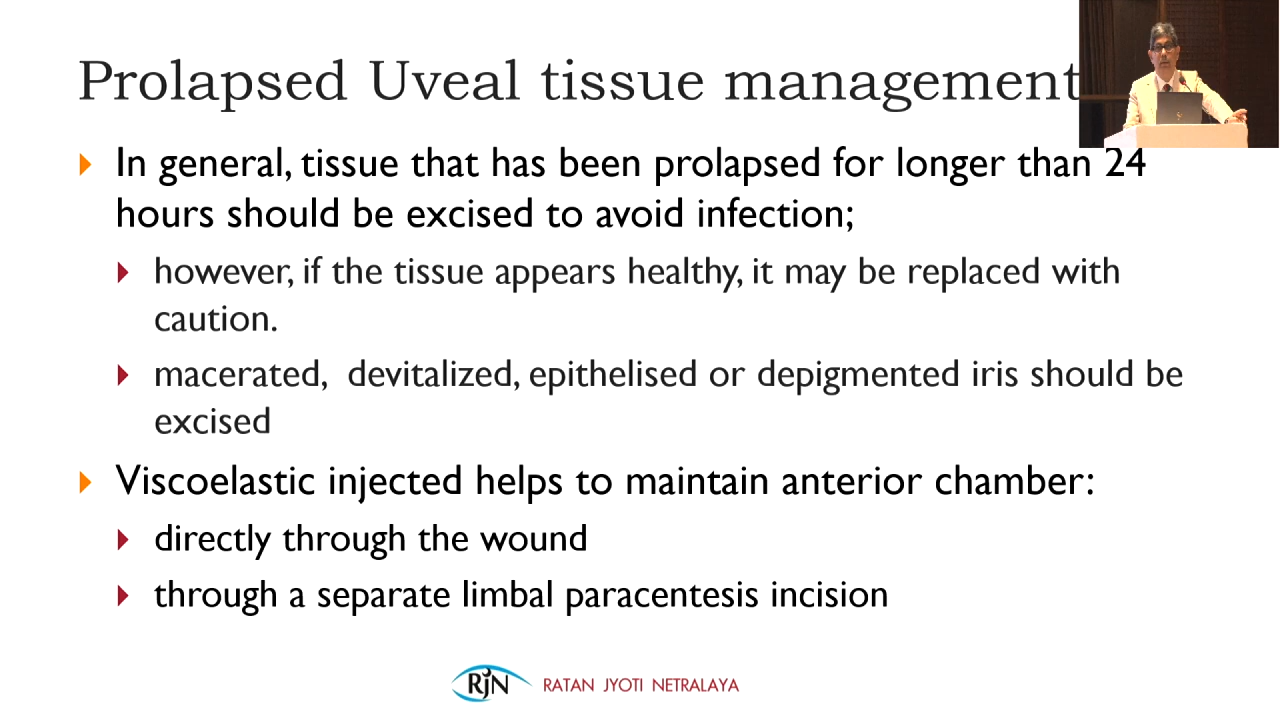 Prolapsed Uveal tissue management
In general, tissue that has been prolapsed for longer than 24
hours should be excised to avoid infection;
however, if the tissue appears healthy, it may be replaced with
caution.
macerated, devitalized, epithelised or depigmented iris should be
excised
Viscoelastic injected helps to maintain anterior chamber:
directly through the wound
through a separate limbal paracentesis incision
RJN RATAN JYOTI NETRALAYA